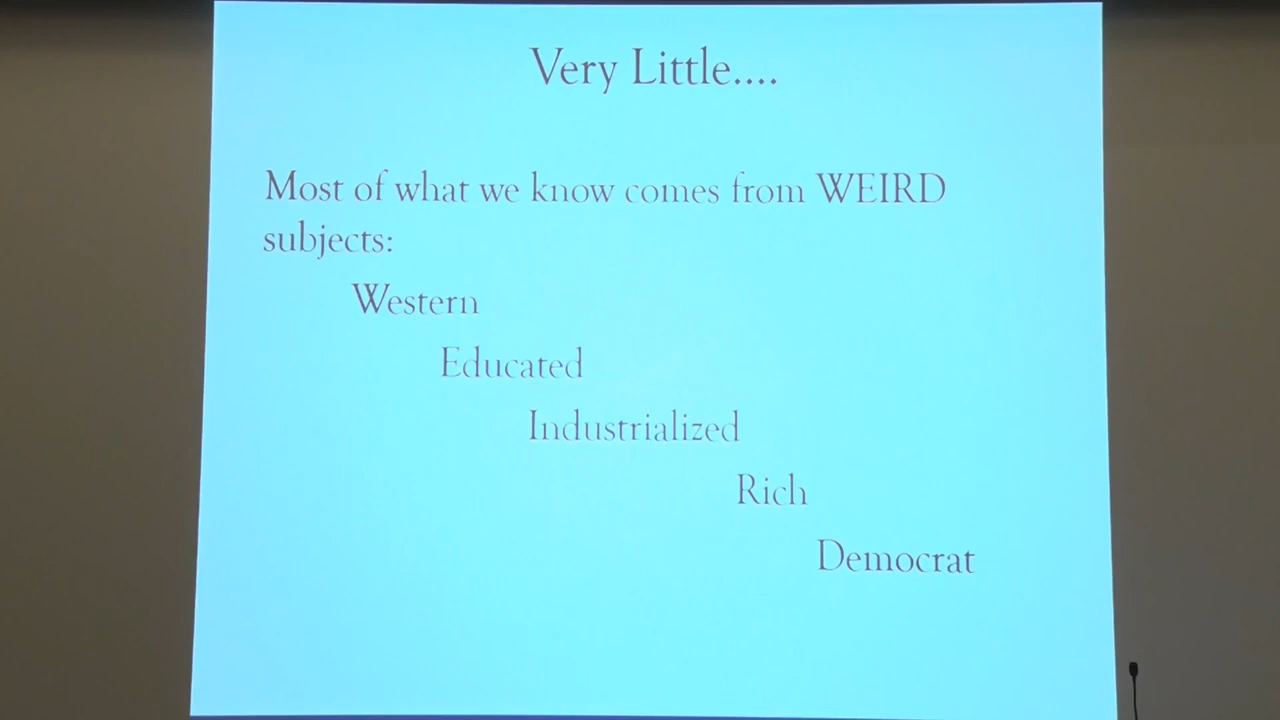 Very Little....
Most of what we know comes from WEIRD
subjects:
Western
Educated
Industrialized
Rich
Democrat